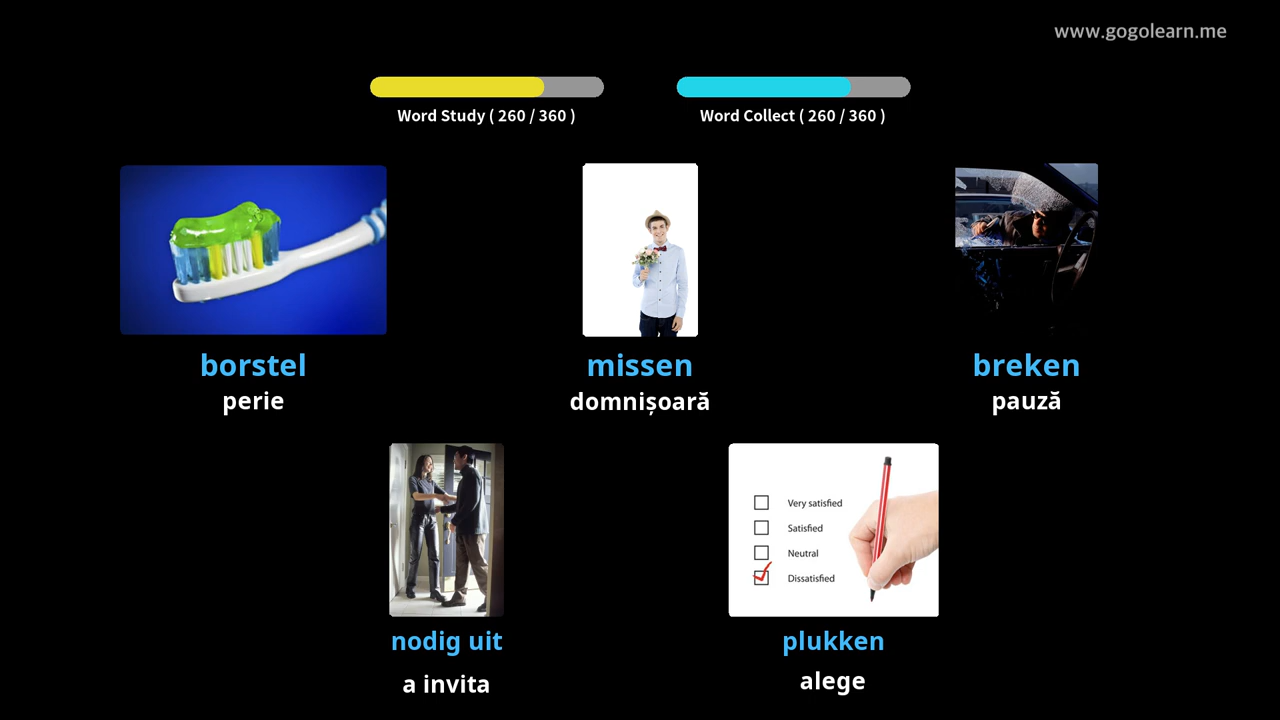 www.gogolearn.me
Word Study ( 260 / 360 )
Word Collect ( 260 / 360 )
borstel
perie
missen
domnișoară
breken
pauză
nodig uit
a invita
Very satisfied
Satisfied
Neutral
Dissatisfied
plukken
alege